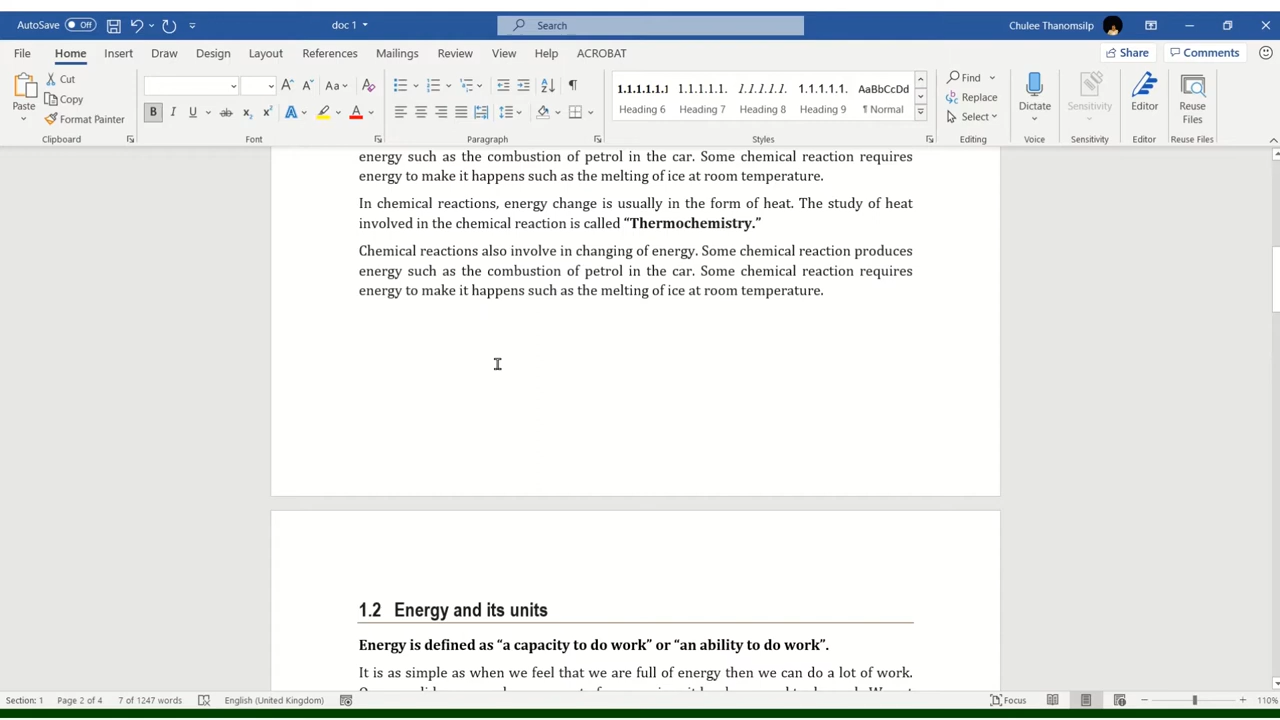 AutoSave Off doc 1 Search Chulee Thanomsilp
File Home Insert Draw Design Layout References Mailings Review View Help ACROBAT Share Comments
Paste Cut Copy Format Painter
Clipboard
Aa
B I U ab x₂ x² A A
Font
Paragraph
1.1.1.1.1.1 1.1.1.1.1. 1.1.1.1.1. 1.1.1.1.1. AaBbCcDd
Heading 6 Heading 7 Heading 8 Heading 9 ¶ Normal
Styles
Find Replace Select
Editing
Dictate
Voice
Sensitivity
Sensitivity
Editor
Editor
Reuse Files
Reuse Files
energy such as the combustion of petrol in the car. Some chemical reaction requires
energy to make it happens such as the melting of ice at room temperature.
In chemical reactions, energy change is usually in the form of heat. The study of heat
involved in the chemical reaction is called “Thermochemistry.”
Chemical reactions also involve in changing of energy. Some chemical reaction produces
energy such as the combustion of petrol in the car. Some chemical reaction requires
energy to make it happens such as the melting of ice at room temperature.
1.2 Energy and its units
Energy is defined as “a capacity to do work” or “an ability to do work”.
It is as simple as when we feel that we are full of energy then we can do a lot of work.
Section: 1 Page 2 of 4 7 of 1247 words English (United Kingdom) Focus 110%